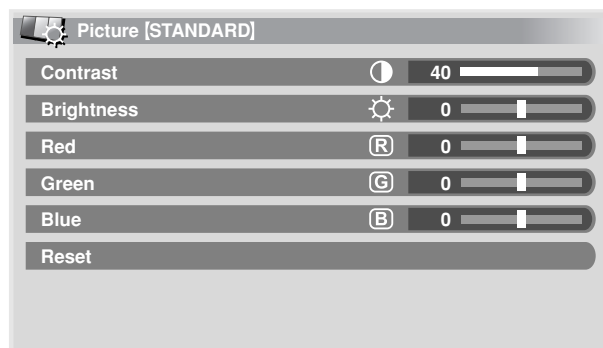 Picture [STANDARD]
Contrast 40
Brightness 0
Red R 0
Green G 0
Blue B 0
Reset